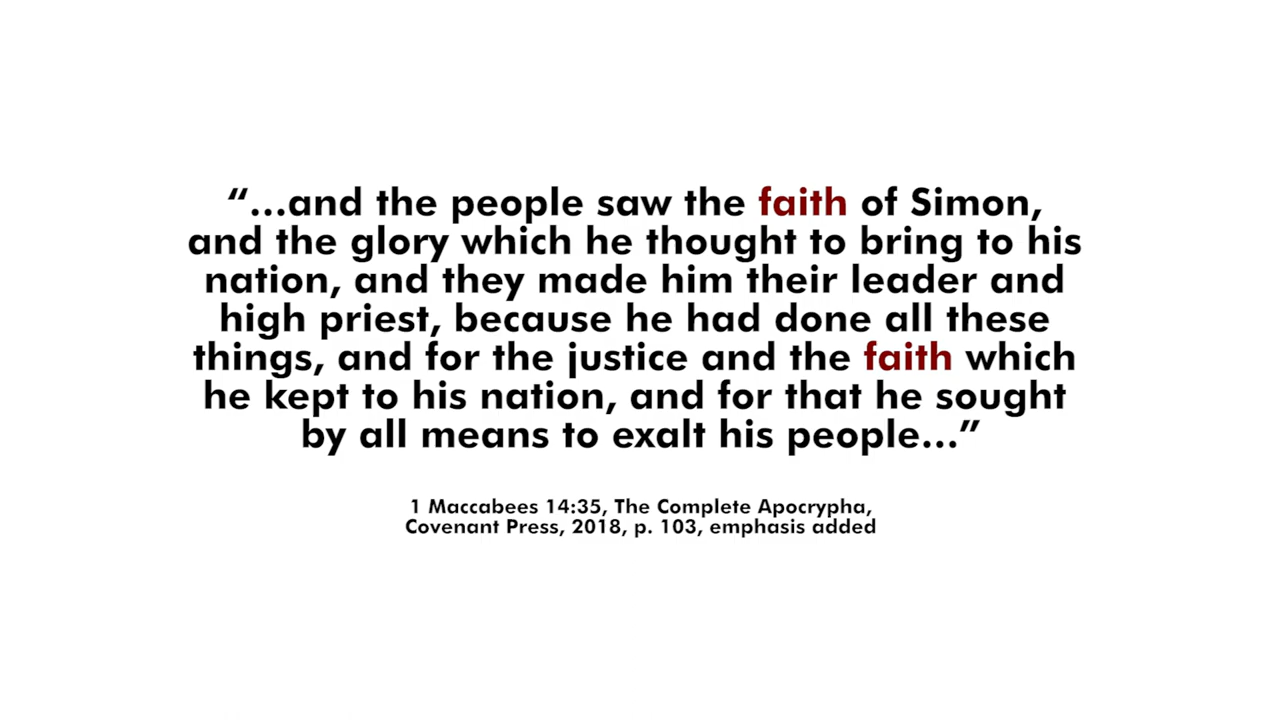 “...and the people saw the faith of Simon,
and the glory which he thought to bring to his
nation, and they made him their leader and
high priest, because he had done all these
things, and for the justice and the faith which
he kept to his nation, and for that he sought
by all means to exalt his people...”
1 Maccabees 14:35, The Complete Apocrypha,
Covenant Press, 2018, p. 103, emphasis added